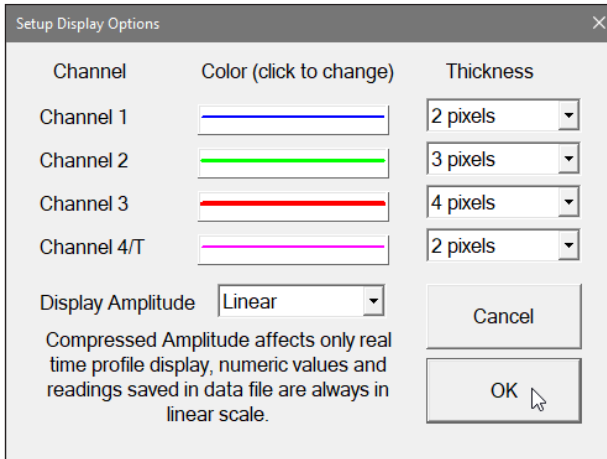 Setup Display Options
Channel Color (click to change) Thickness
Channel 1 2 pixels
Channel 2 3 pixels
Channel 3 4 pixels
Channel 4/T 2 pixels
Display Amplitude Linear
Cancel
Compressed Amplitude affects only real
time profile display, numeric values and
readings saved in data file are always in
linear scale.
OK